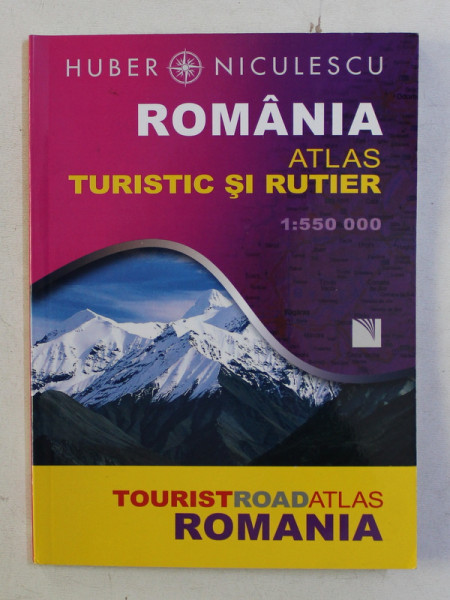 HUBER NICULESCU
ROMÂNIA
ATLAS
TURISTIC ŞI RUTIER
1:550 000
TOURISTROADATLAS
ROMANIA